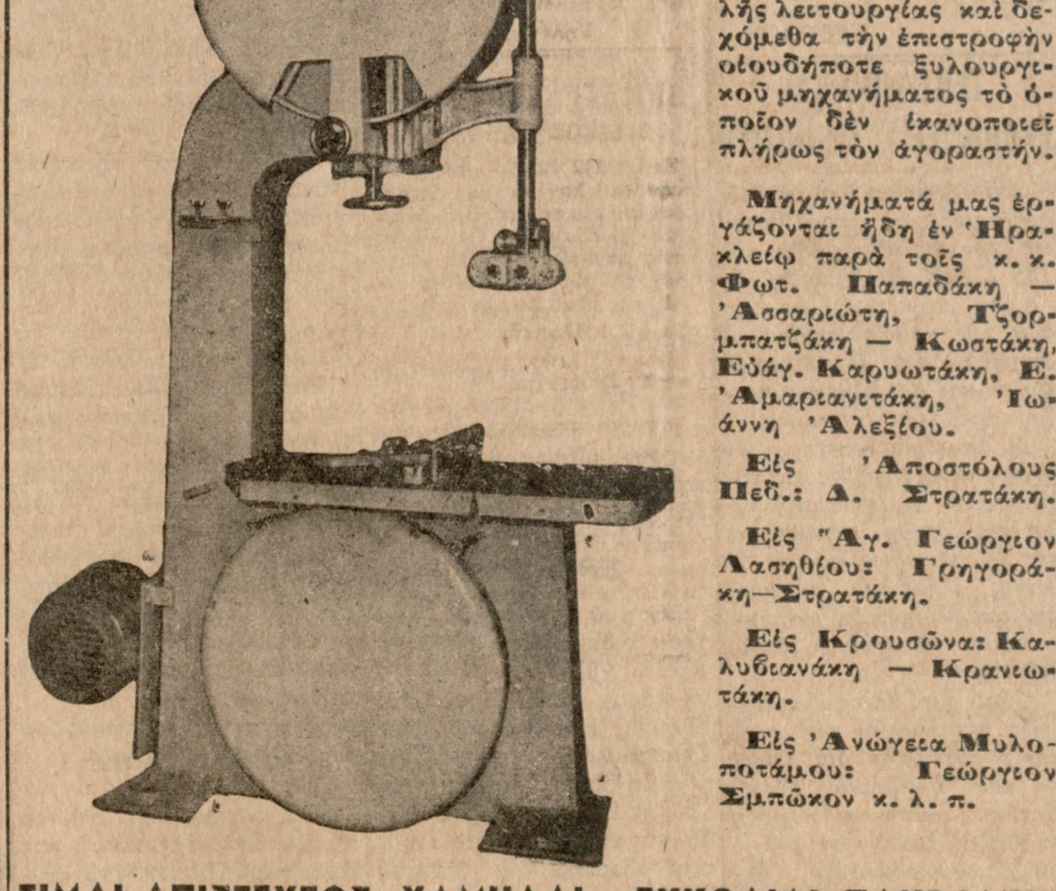 λῆς λειτουργίας καὶ δε-
χόμεθα τὴν ἐπιστροφὴν
οἱουδήποτε ξυλουργι-
κοῦ μηχανήματος τὸ ὁ-
ποῖον δὲν ἱκανοποιεῖ
πλήρως τὸν ἀγοραστήν.
Μηχανήματά μας ἐρ-
γάζονται ἤδη ἐν Ἡρα-
κλείῳ παρὰ τοῖς κ. κ.
Φωτ. Παπαδάκη —
Ἀσσαριώτη, Τζορ-
μπατζάκη — Κωστάκη,
Εὐάγ. Καρυωτάκη, Ε.
Ἀμαριανιτάκη, Ἰω-
άννη Ἀλεξίου.
Εἰς Ἀποστόλους
Πεδ.: Δ. Στρατάκη.
Εἰς Ἅγ. Γεώργιον
Λασηθίου: Γρηγορά-
κη—Στρατάκη.
Εἰς Κρουσῶνα: Κα-
λυβιανάκη — Κρανιω-
τάκη.
Εἰς Ἀνώγεια Μυλο-
ποτάμου: Γεώργιον
Σμπῶκον κ. λ. π.